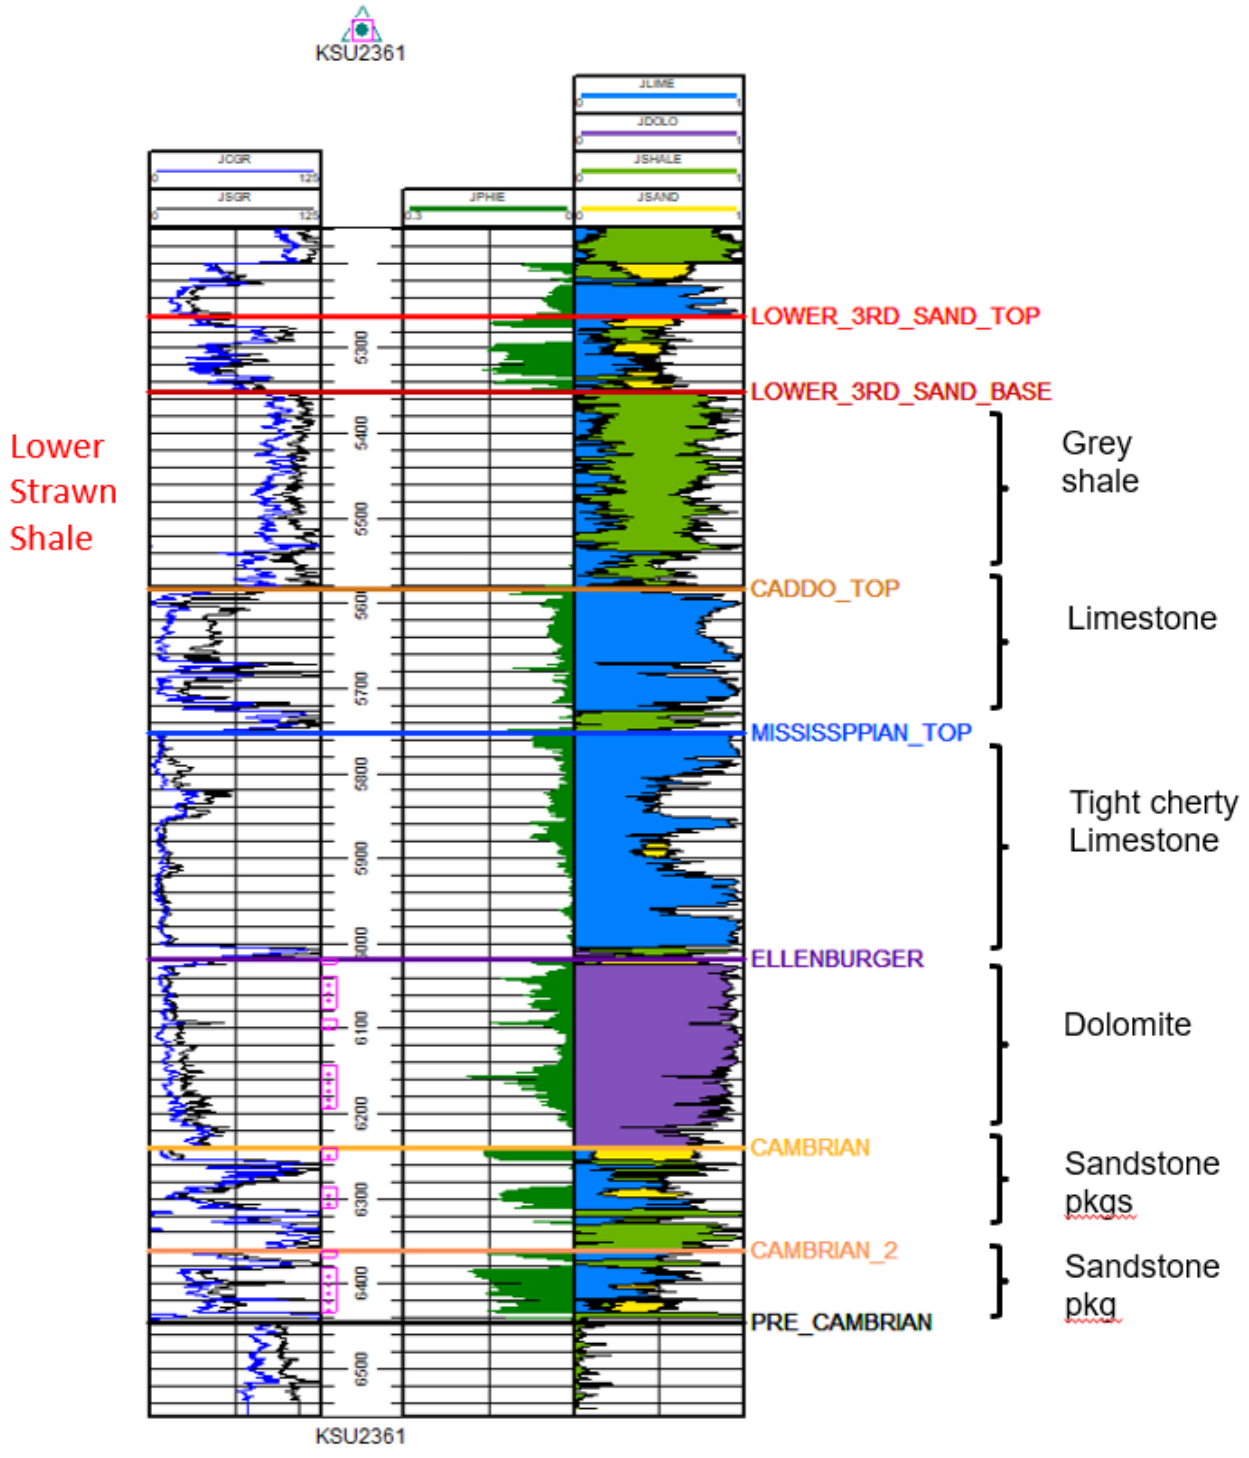 KSU2361
JLIME
0 1
JDOLO
0 1
JCGR
0 125
JSHALE
0 1
JSGR
0 125
JPHIE
0.3 0
JSAND
0 1
LOWER_3RD_SAND_TOP
5300
LOWER_3RD_SAND_BASE
Lower
Strawn
Shale
5400
Grey
shale
5500
CADDO_TOP
5600
Limestone
5700
MISSISSPPIAN_TOP
5800
Tight cherty
Limestone
5900
6000
ELLENBURGER
6100
Dolomite
6200
CAMBRIAN
Sandstone
pkgs
6300
CAMBRIAN_2
6400
Sandstone
pkg
PRE_CAMBRIAN
6500
KSU2361